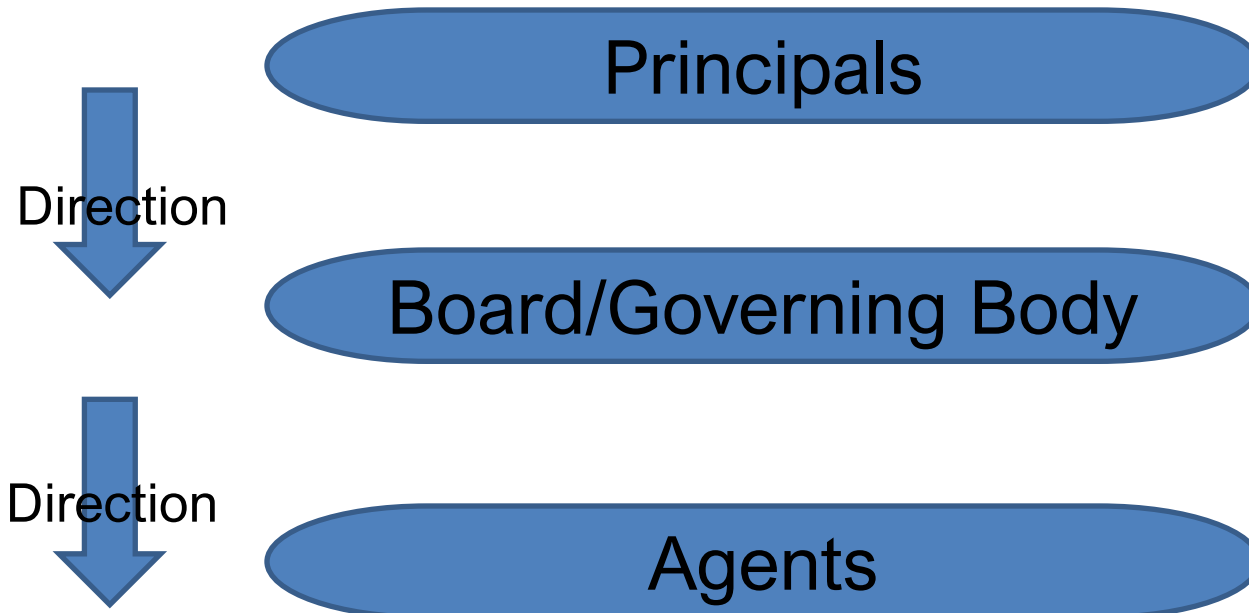 Principals
Direction
Board/Governing Body
Direction
Agents